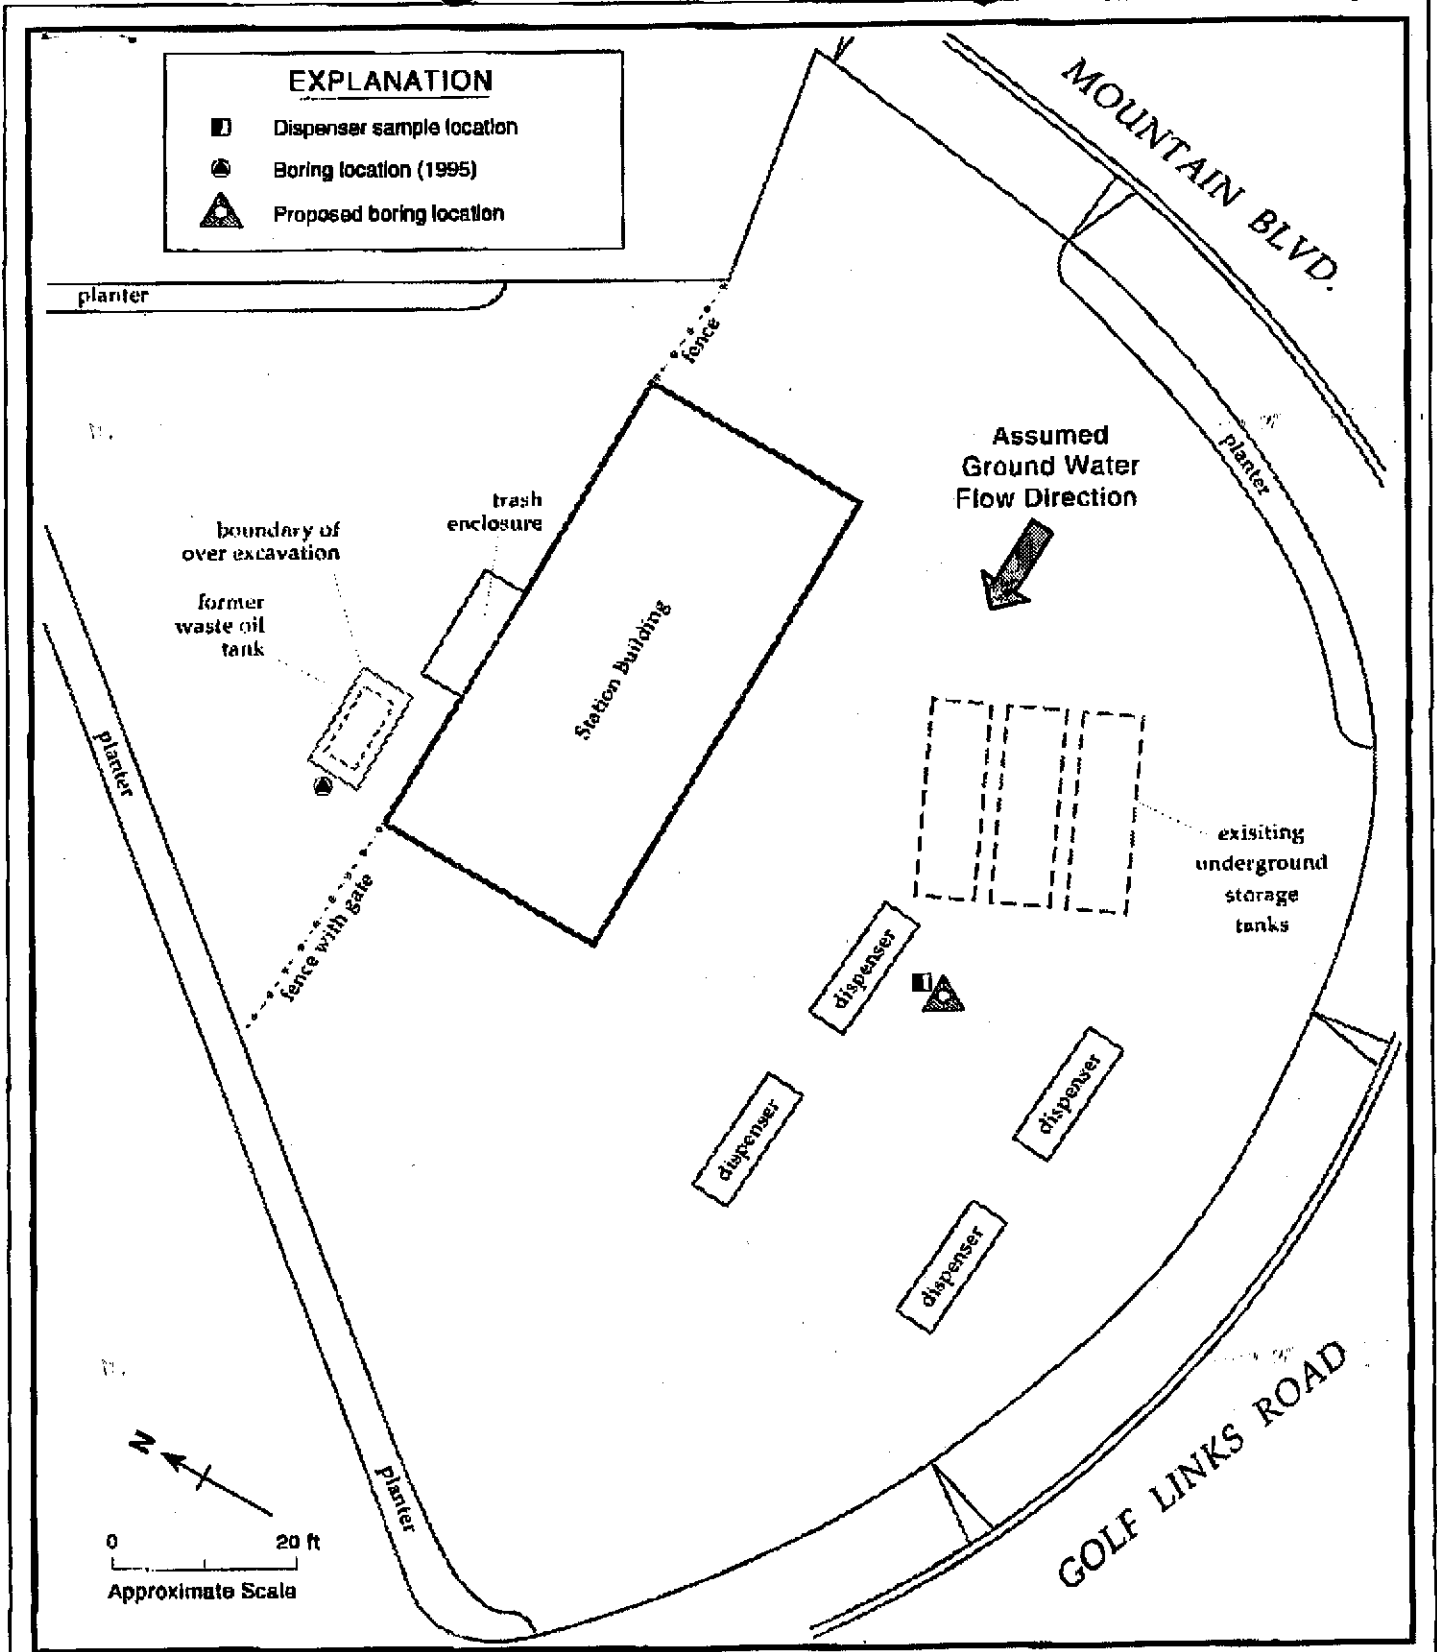 EXPLANATION
Dispenser sample location
Boring location (1995)
Proposed boring location
MOUNTAIN BLVD.
planter
fence
Assumed
Ground Water
Flow Direction
planter
trash
enclosure
boundary of
over excavation
former
waste oil
tank
Station Building
planter
exisiting
underground
storage
tanks
fence with gate
dispenser
dispenser
dispenser
dispenser
GOLF LINKS ROAD
N
planter
0 20 ft
Approximate Scale